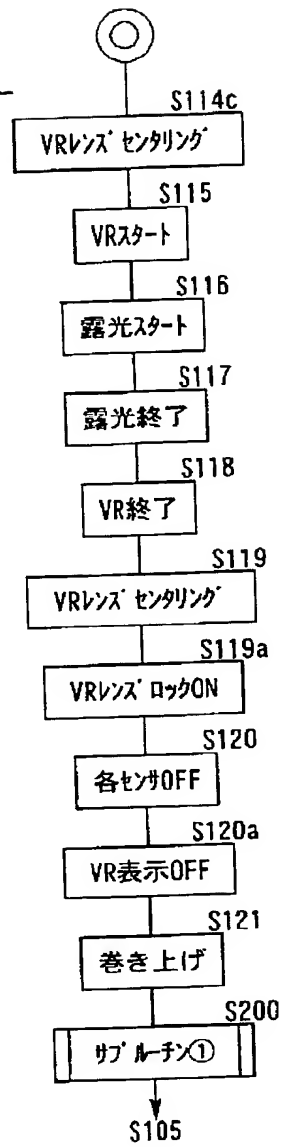 S114c
VRレンズセンタリング
S115
VRスタート
S116
露光スタート
S117
露光終了
S118
VR終了
S119
VRレンズセンタリング
S119a
VRレンズロックON
S120
各センサOFF
S120a
VR表示OFF
S121
巻き上げ
S200
サブルーチン①
S105